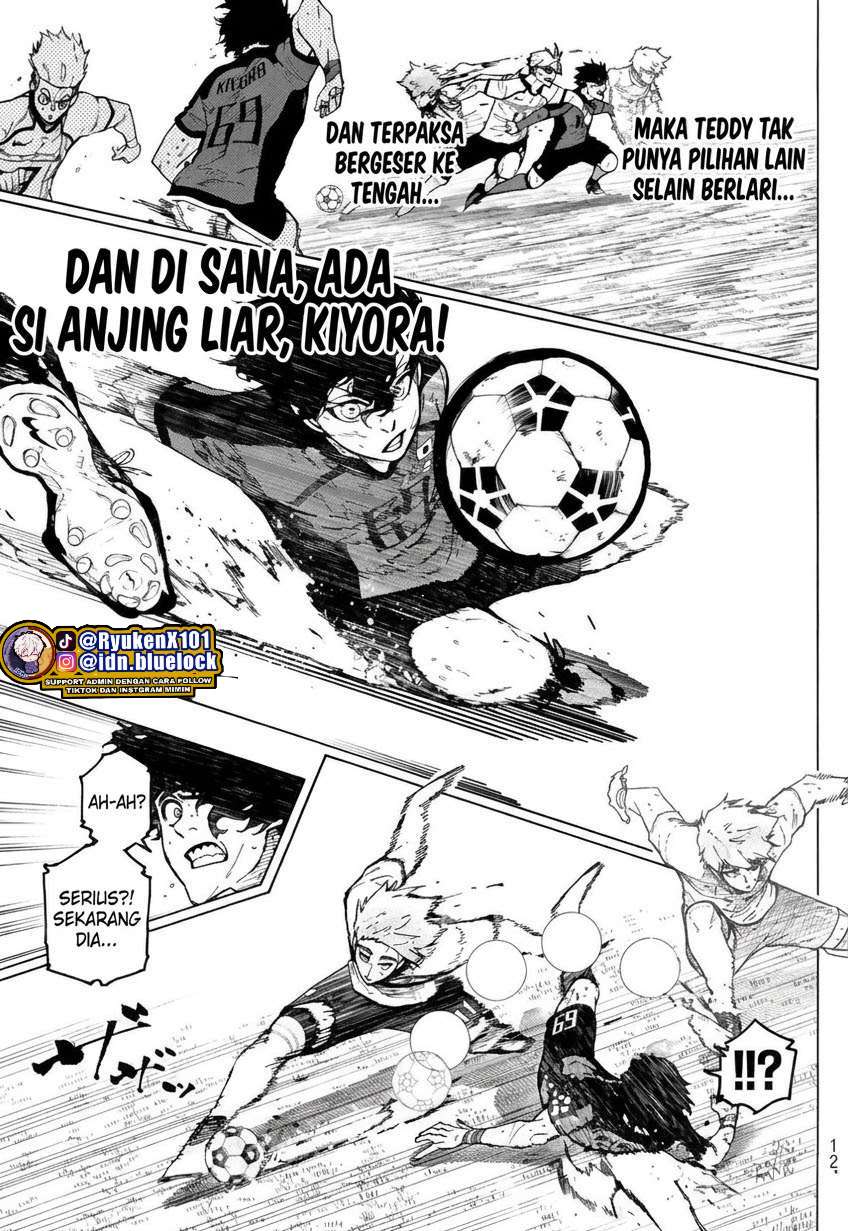 MAKA TEDDY TAK
PUNYA PILIHAN LAIN
SELAIN BERLARI...
DAN TERPAKSA
BERGESER KE
TENGAH...
KIYORA
69
DAN DI SANA, ADA
SI ANJING LIAR, KIYORA!
@RyukenX101
@idn.bluelock
SUPPORT ADMIN DENGAN CARA FOLLOW
TIKTOK DAN INSTGRAM MIMIN
AH-AH?
SERIUS?!
SEKARANG
DIA...
69
!!?
12